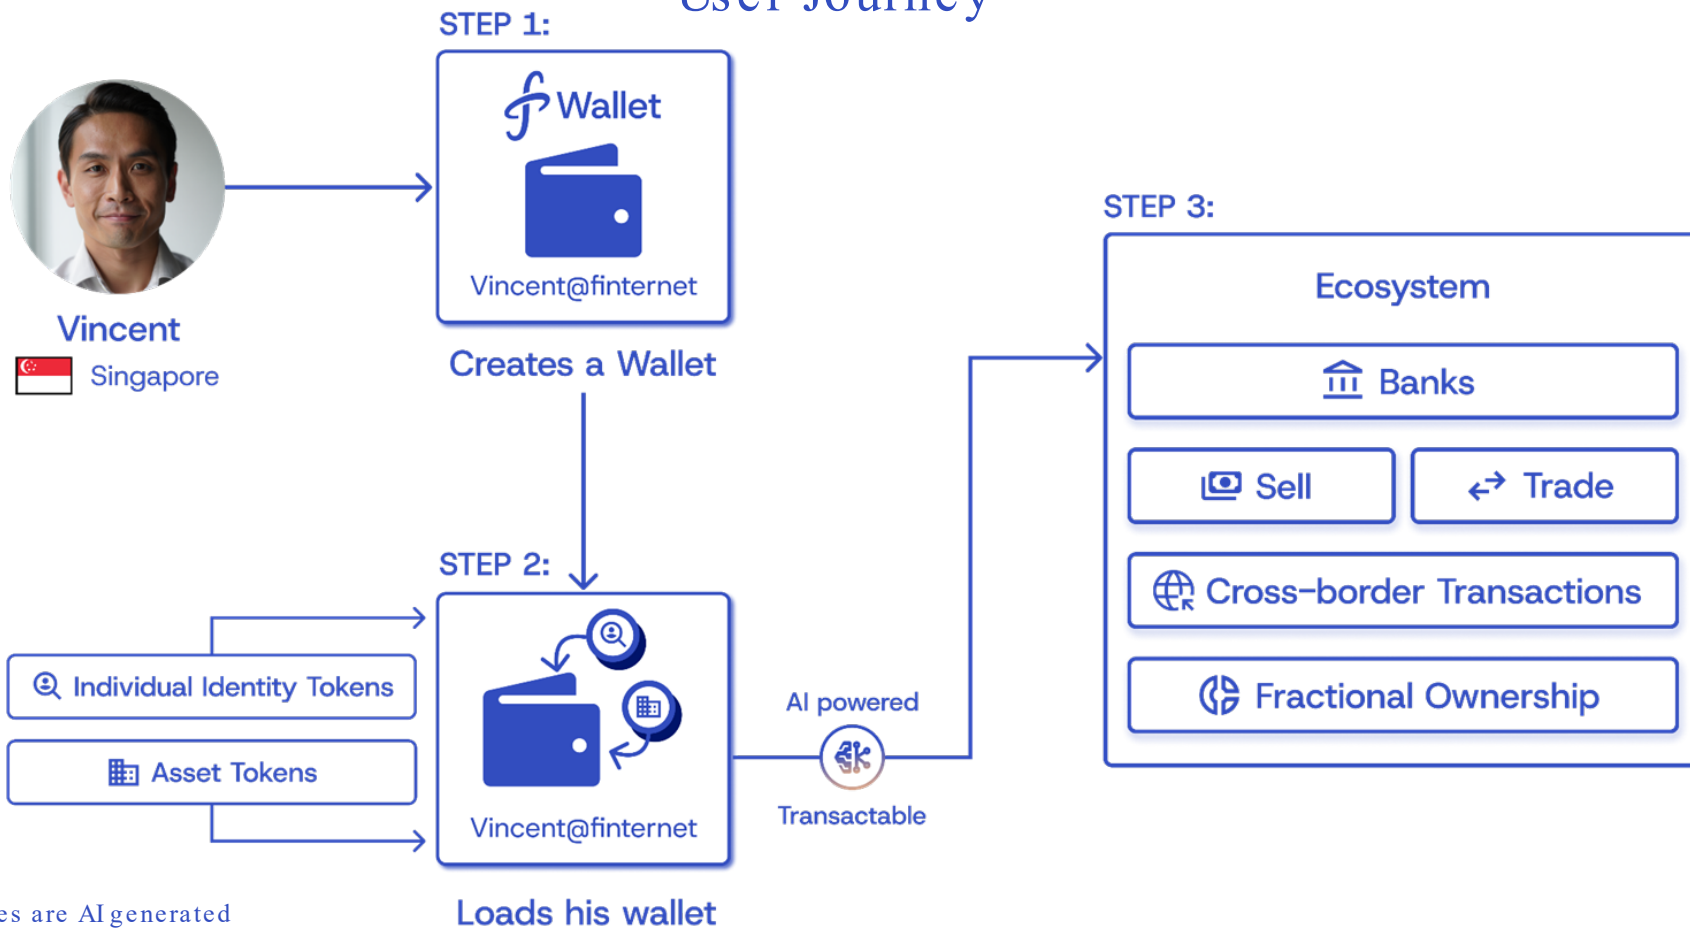 User Journey
STEP 1:
Wallet
Vincent@finternet
Creates a Wallet
Vincent
Singapore
STEP 2:
Individual Identity Tokens
Asset Tokens
Vincent@finternet
Loads his wallet
AI powered
Transactable
STEP 3:
Ecosystem
Banks
Sell
Trade
Cross-border Transactions
Fractional Ownership
are AI generated